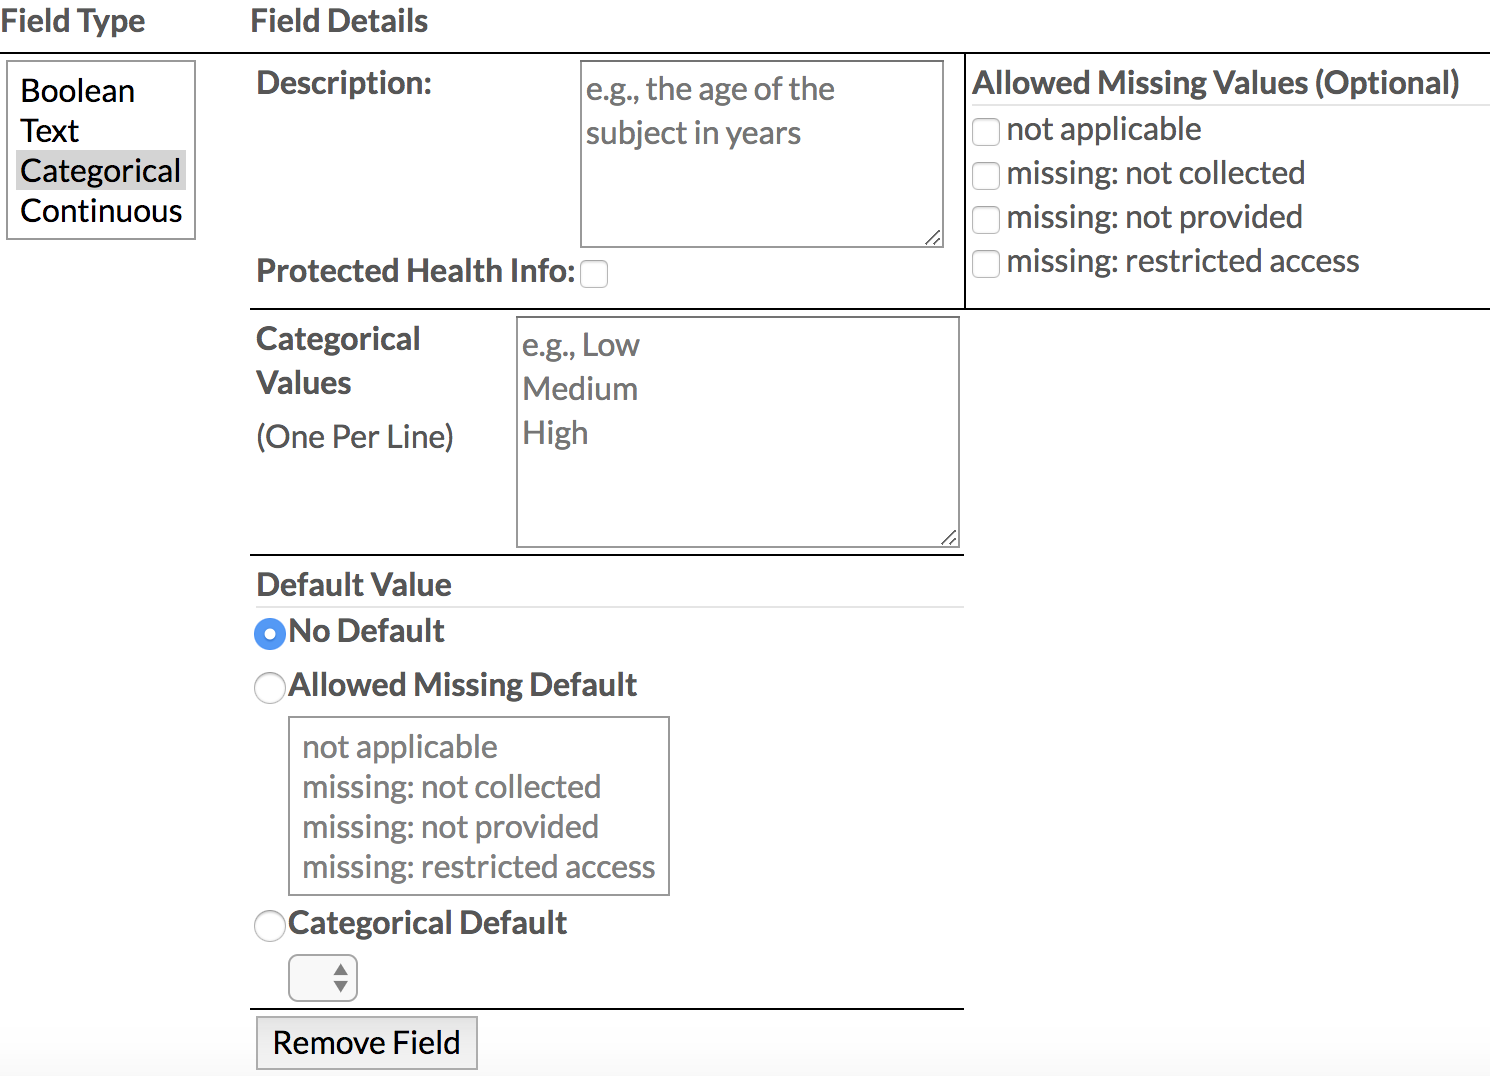 Field Type
Field Details
Boolean
Text
Categorical
Continuous
Description:
e.g., the age of the
subject in years
Protected Health Info:
Allowed Missing Values (Optional)
not applicable
missing: not collected
missing: not provided
missing: restricted access
Categorical
Values
(One Per Line)
e.g., Low
Medium
High
Default Value
No Default
Allowed Missing Default
not applicable
missing: not collected
missing: not provided
missing: restricted access
Categorical Default
Remove Field